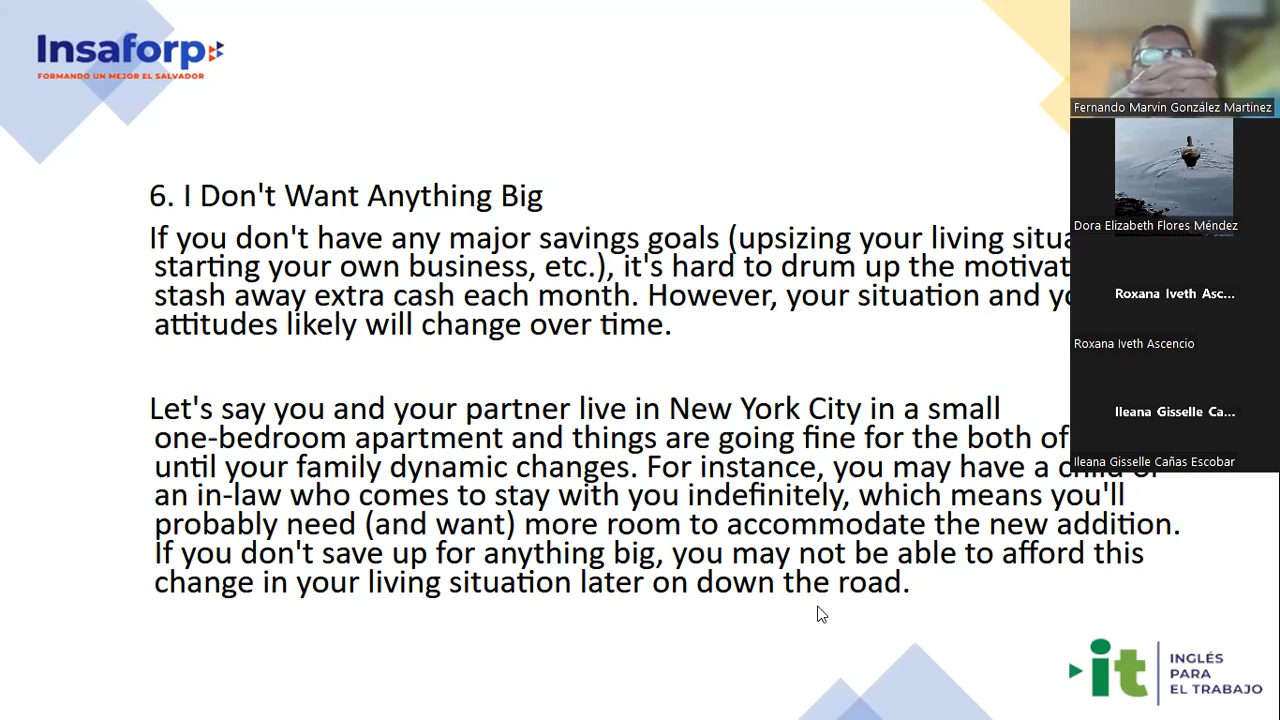 Insaforp
FORMANDO UN MEJOR EL SALVADOR
6. I Don't Want Anything Big
If you don't have any major savings goals (upsizing your living
starting your own business, etc.), it's hard to drum up the
stash away extra cash each month. However, your situation and
attitudes likely will change over time.
Let's say you and your partner live in New York City in a small
one-bedroom apartment and things are going fine for the both of
until your family dynamic changes. For instance, you may have a
an in-law who comes to stay with you indefinitely, which means you'll
probably need (and want) more room to accommodate the new addition.
If you don't save up for anything big, you may not be able to afford this
change in your living situation later on down the road.
Fernando Marvin González Martinez
Dora Elizabeth Flores Méndez
Roxana Iveth Asc...
Roxana Iveth Ascencio
Ileana Gisselle Ca...
Ileana Gisselle Cañas Escobar
it
INGLÉS
PARA
EL TRABAJO